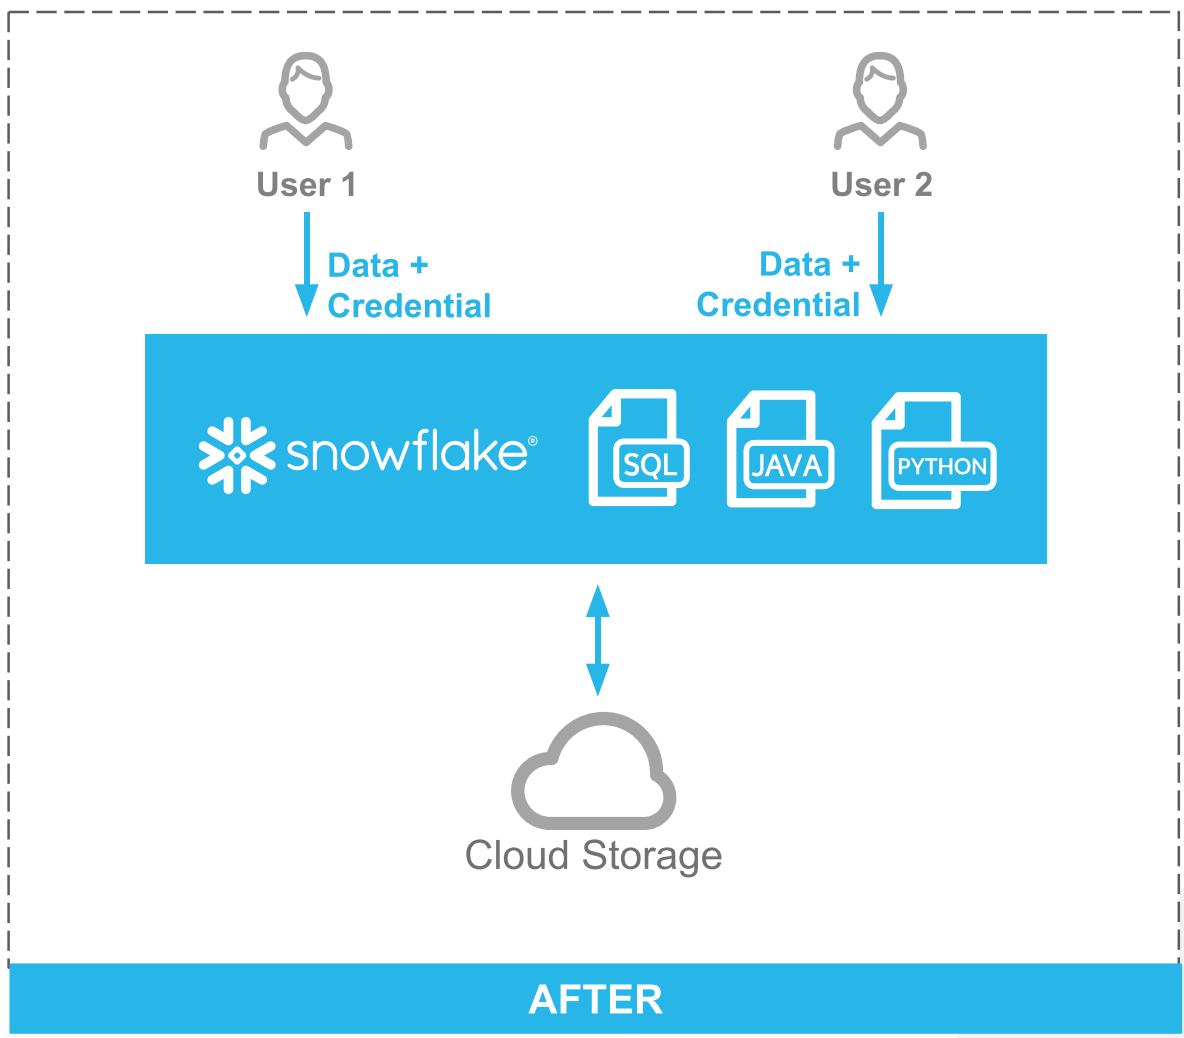 User 1
User 2
Data +
Credential
Data +
Credential
snowflake®
SQL
JAVA
PYTHON
Cloud Storage
AFTER